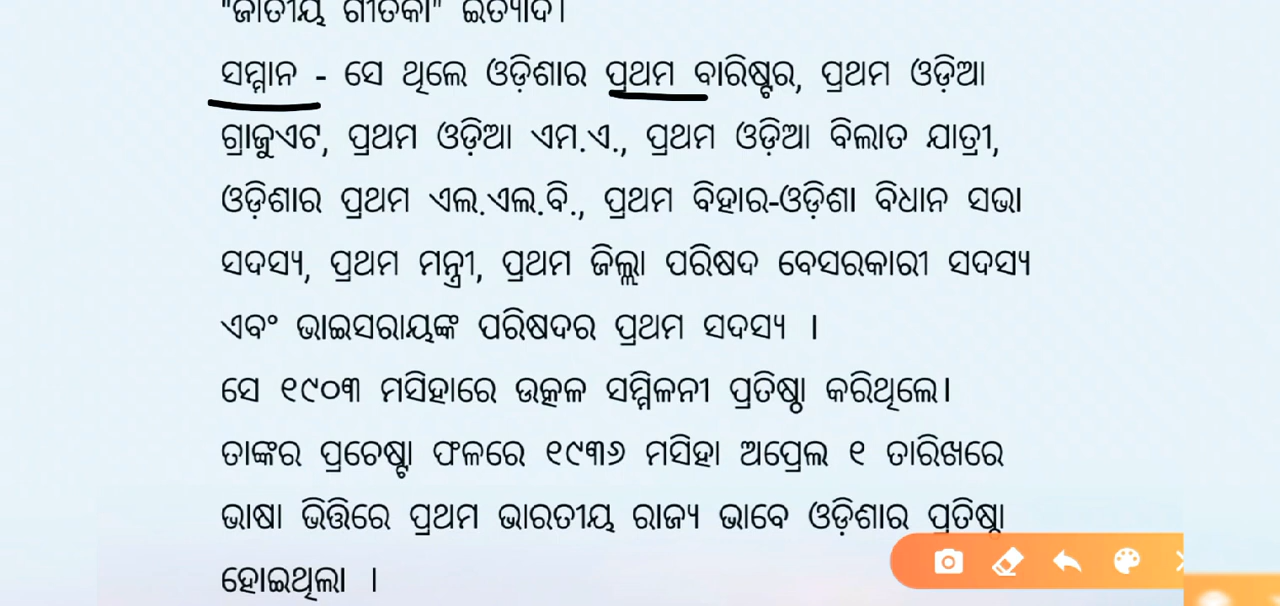 "ଜାତୀୟ ଗୀତିକା" ଇତ୍ୟାଦି।
ସମ୍ମାନ - ସେ ଥିଲେ ଓଡ଼ିଶାର ପ୍ରଥମ ବାରିଷ୍ଟର, ପ୍ରଥମ ଓଡ଼ିଆ
ଗ୍ରାଜୁଏଟ, ପ୍ରଥମ ଓଡ଼ିଆ ଏମ.ଏ., ପ୍ରଥମ ଓଡ଼ିଆ ବିଲାତ ଯାତ୍ରୀ,
ଓଡ଼ିଶାର ପ୍ରଥମ ଏଲ.ଏଲ.ବି., ପ୍ରଥମ ବିହାର-ଓଡ଼ିଶା ବିଧାନ ସଭା
ସଦସ୍ୟ, ପ୍ରଥମ ମନ୍ତ୍ରୀ, ପ୍ରଥମ ଜିଲ୍ଲା ପରିଷଦ ବେସରକାରୀ ସଦସ୍ୟ
ଏବଂ ଭାଇସରାୟଙ୍କ ପରିଷଦର ପ୍ରଥମ ସଦସ୍ୟ ।
ସେ ୧୯୦୩ ମସିହାରେ ଉତ୍କଳ ସମ୍ମିଳନୀ ପ୍ରତିଷ୍ଠା କରିଥିଲେ।
ତାଙ୍କର ପ୍ରଚେଷ୍ଟା ଫଳରେ ୧୯୩୬ ମସିହା ଅପ୍ରେଲ ୧ ତାରିଖରେ
ଭାଷା ଭିତ୍ତିରେ ପ୍ରଥମ ଭାରତୀୟ ରାଜ୍ୟ ଭାବେ ଓଡ଼ିଶାର ପ୍ରତିଷ୍ଠା
ହୋଇଥିଲା ।